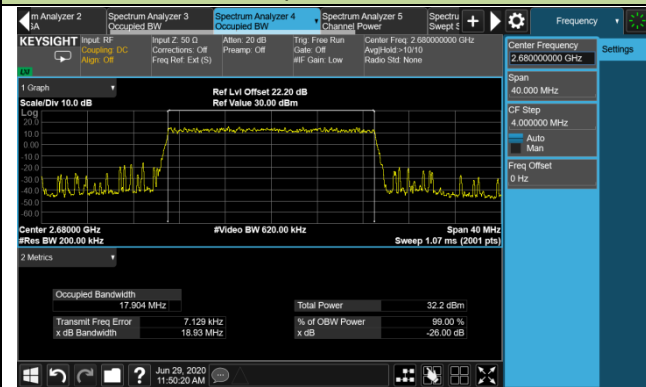 m Analyzer 2
SA
Spectrum Analyzer 3
Occupied BW
Spectrum Analyzer 4
Occupied BW
Spectrum Analyzer 5
Channel Power
Spectru
Swept S
Frequency
KEYSIGHT
Input: RF
Coupling: DC
Align: Off
Input Z: 50 Ω
Corrections: Off
Freq Ref: Ext (S)
Atten: 20 dB
Preamp: Off
Trig: Free Run
Gate: Off
#IF Gain: Low
Center Freq: 2.680000000 GHz
Avg|Hold:>10/10
Radio Std: None
Center Frequency
2.680000000 GHz
Settings
Span
40.000 MHz
CF Step
4.000000 MHz
Auto
Man
Freq Offset
0 Hz
1 Graph
Scale/Div 10.0 dB
Ref Lvl Offset 22.20 dB
Ref Value 30.00 dBm
Log
20.0
10.0
0.00
-10.0
-20.0
-30.0
-40.0
-50.0
-60.0
Center 2.68000 GHz
#Res BW 200.00 kHz
#Video BW 620.00 kHz
Span 40 MHz
Sweep 1.07 ms (2001 pts)
2 Metrics
Occupied Bandwidth
17.904 MHz
Total Power 32.2 dBm
Transmit Freq Error 7.129 kHz
% of OBW Power 99.00 %
x dB Bandwidth 18.93 MHz
x dB -26.00 dB
Jun 29, 2020
11:50:20 AM